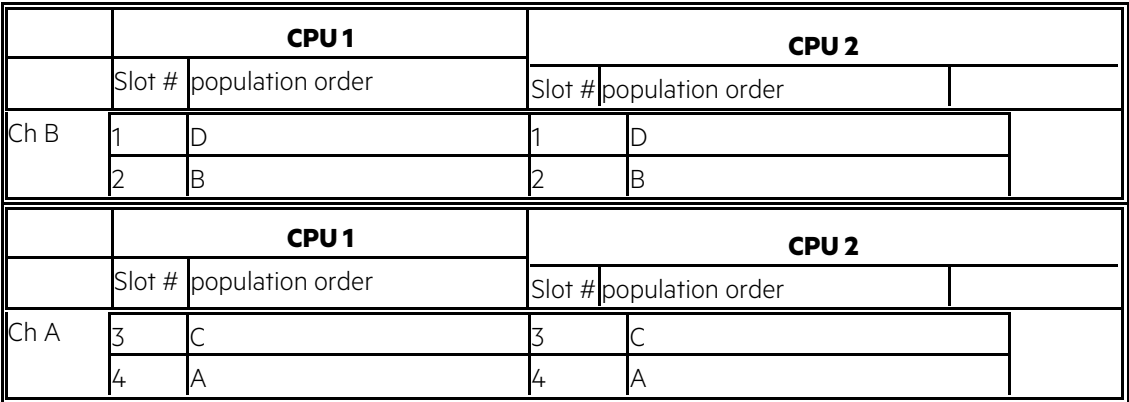 CPU 1 CPU 2
Slot # population order Slot # population order
Ch B 1 D 1 D
2 B 2 B
CPU 1 CPU 2
Slot # population order Slot # population order
Ch A 3 C 3 C
4 A 4 A